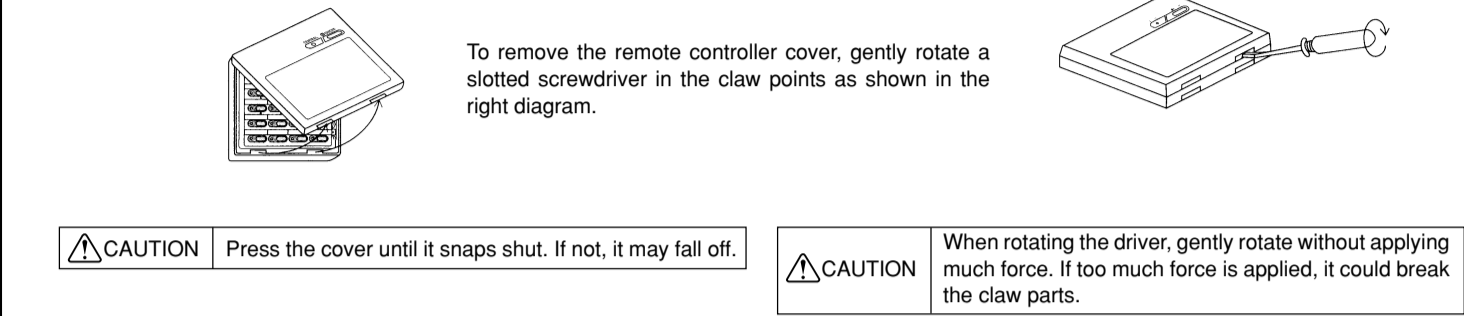 To remove the remote controller cover, gently rotate a
slotted screwdriver in the claw points as shown in the
right diagram.
CAUTION
Press the cover until it snaps shut. If not, it may fall off.
CAUTION
When rotating the driver, gently rotate without applying
much force. If too much force is applied, it could break
the claw parts.